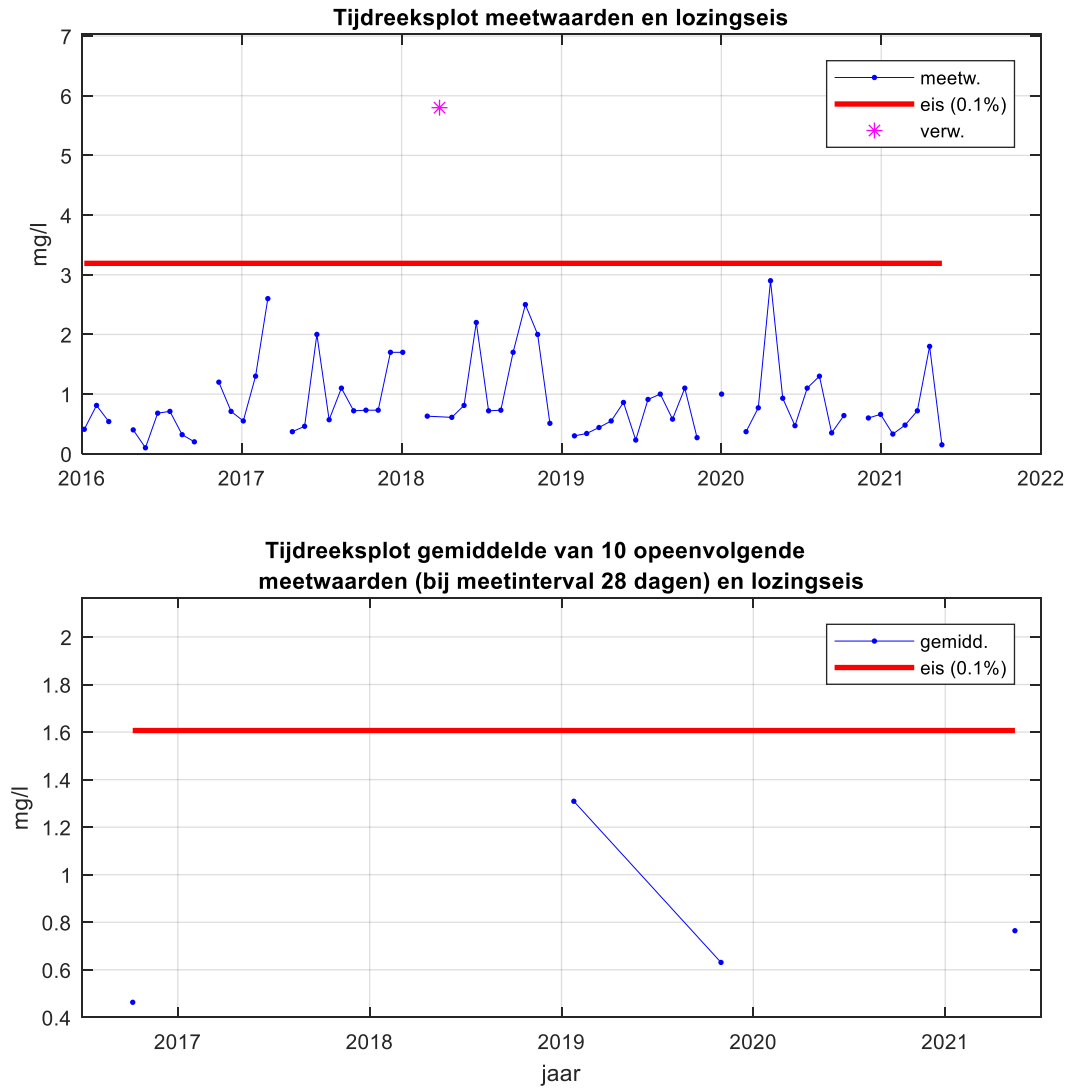 Tijdreeksplot meetwaarden en lozingseis
7
6
5
4
3
2
1
0
mg/l
meetw.
eis (0.1%)
verw.
2016 2017 2018 2019 2020 2021 2022
Tijdreeksplot gemiddelde van 10 opeenvolgende
meetwaarden (bij meetinterval 28 dagen) en lozingseis
2
1.8
1.6
1.4
1.2
1
0.8
0.6
0.4
mg/l
gemidd.
eis (0.1%)
2017 2018 2019 2020 2021
jaar